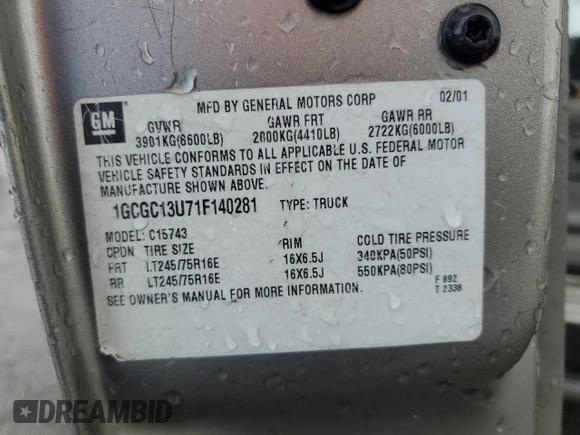 GM
MFD BY GENERAL MOTORS CORP 02/01
GVWR GAWR FRT GAWR RR
3901KG(8600LB) 2000KG(4410LB) 2722KG(6000LB)
THIS VEHICLE CONFORMS TO ALL APPLICABLE U.S. FEDERAL MOTOR
VEHICLE SAFETY STANDARDS IN EFFECT ON THE DATE OF
MANUFACTURE SHOWN ABOVE.
1GCGC13U71F140281 TYPE: TRUCK
MODEL: C15743
CPDN TIRE SIZE RIM COLD TIRE PRESSURE
FRT LT245/75R16E 16X6.5J 340KPA(50PSI)
RR LT245/75R16E 16X6.5J 550KPA(80PSI)
SEE OWNER'S MANUAL FOR MORE INFORMATION.
F 892
T 2338
DREAMBID